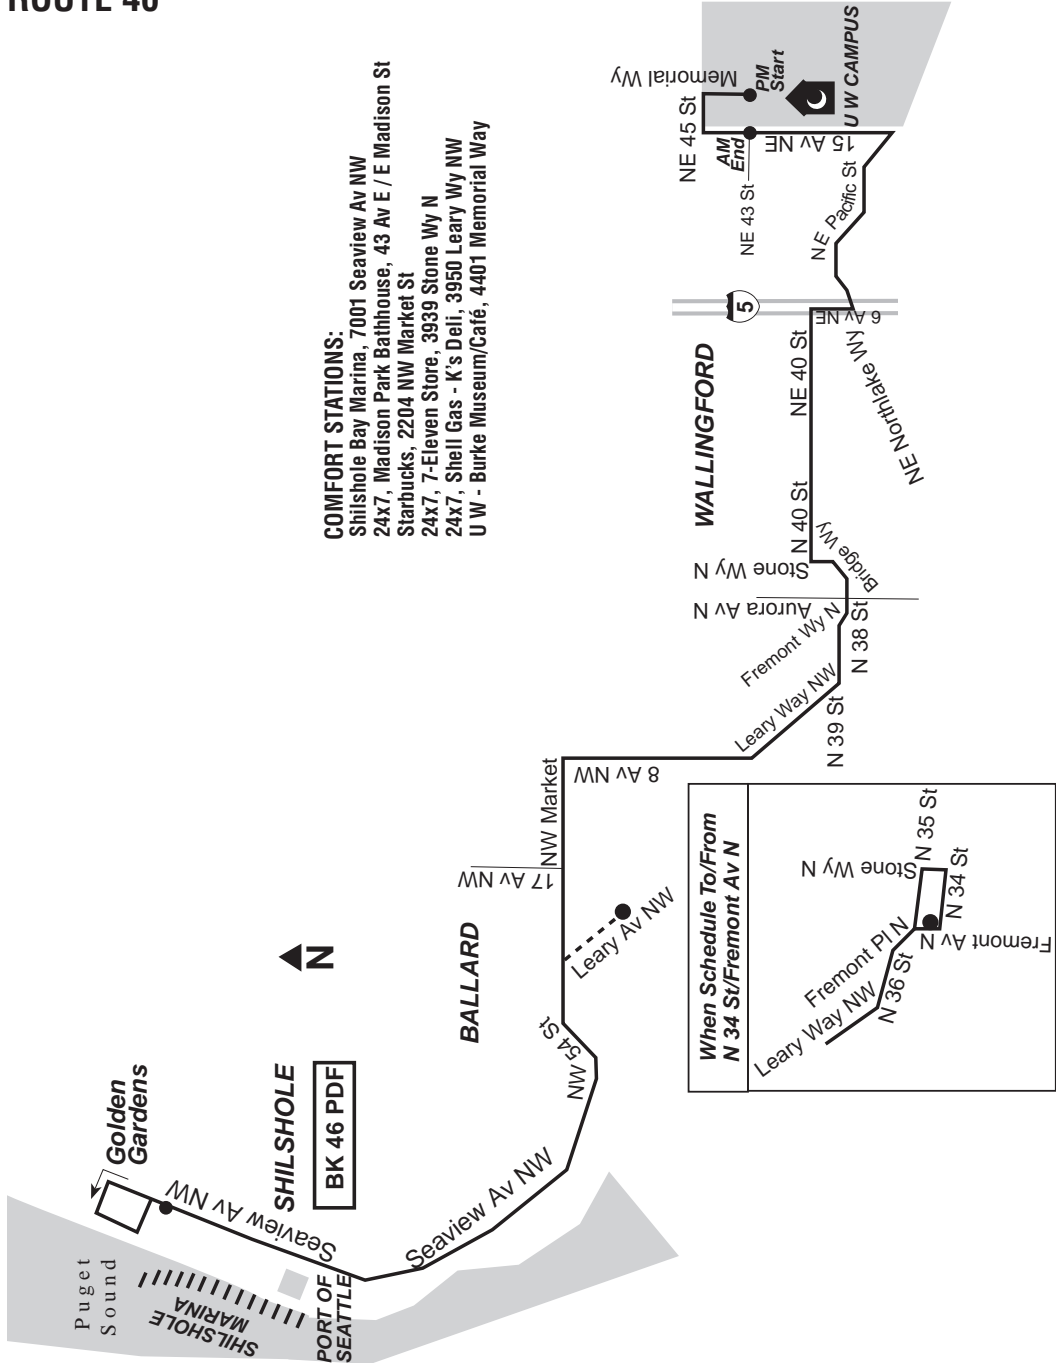 ROUTE 46
COMFORT STATIONS:
Shilshole Bay Marina, 7001 Seaview Av NW
24x7, Madison Park Bathhouse, 43 Av E / E Madison St
Starbucks, 2204 NW Market St
24x7, 7-Eleven Store, 3939 Stone Wy N
24x7, Shell Gas - K's Deli, 3950 Leary Wy NW
U W - Burke Museum/Café, 4401 Memorial Way
Golden
Gardens
Puget
Sound
SHILSHOLE
MARINA
PORT OF
SEATTLE
Seaview Av NW
SHILSHOLE
BK 46 PDF
N
Seaview Av NW
NW 54 St
BALLARD
Leary Av NW
17 Av NW
NW Market
8 Av NW
Leary Way NW
N 39 St
Fremont Wy N
N 38 St
Aurora Av N
Bridge Wy
Stone Wy N
N 40 St
WALLINGFORD
NE 40 St
NE Northlake Wy
6 Av NE
5
NE Pacific St
15 Av NE
NE 43 St
AM
End
NE 45 St
Memorial Wy
PM
Start
U W CAMPUS
When Schedule To/From
N 34 St/Fremont Av N
Leary Way NW
N 36 St
Fremont Pl N
Fremont Av N
Stone Wy N
N 35 St
N 34 St